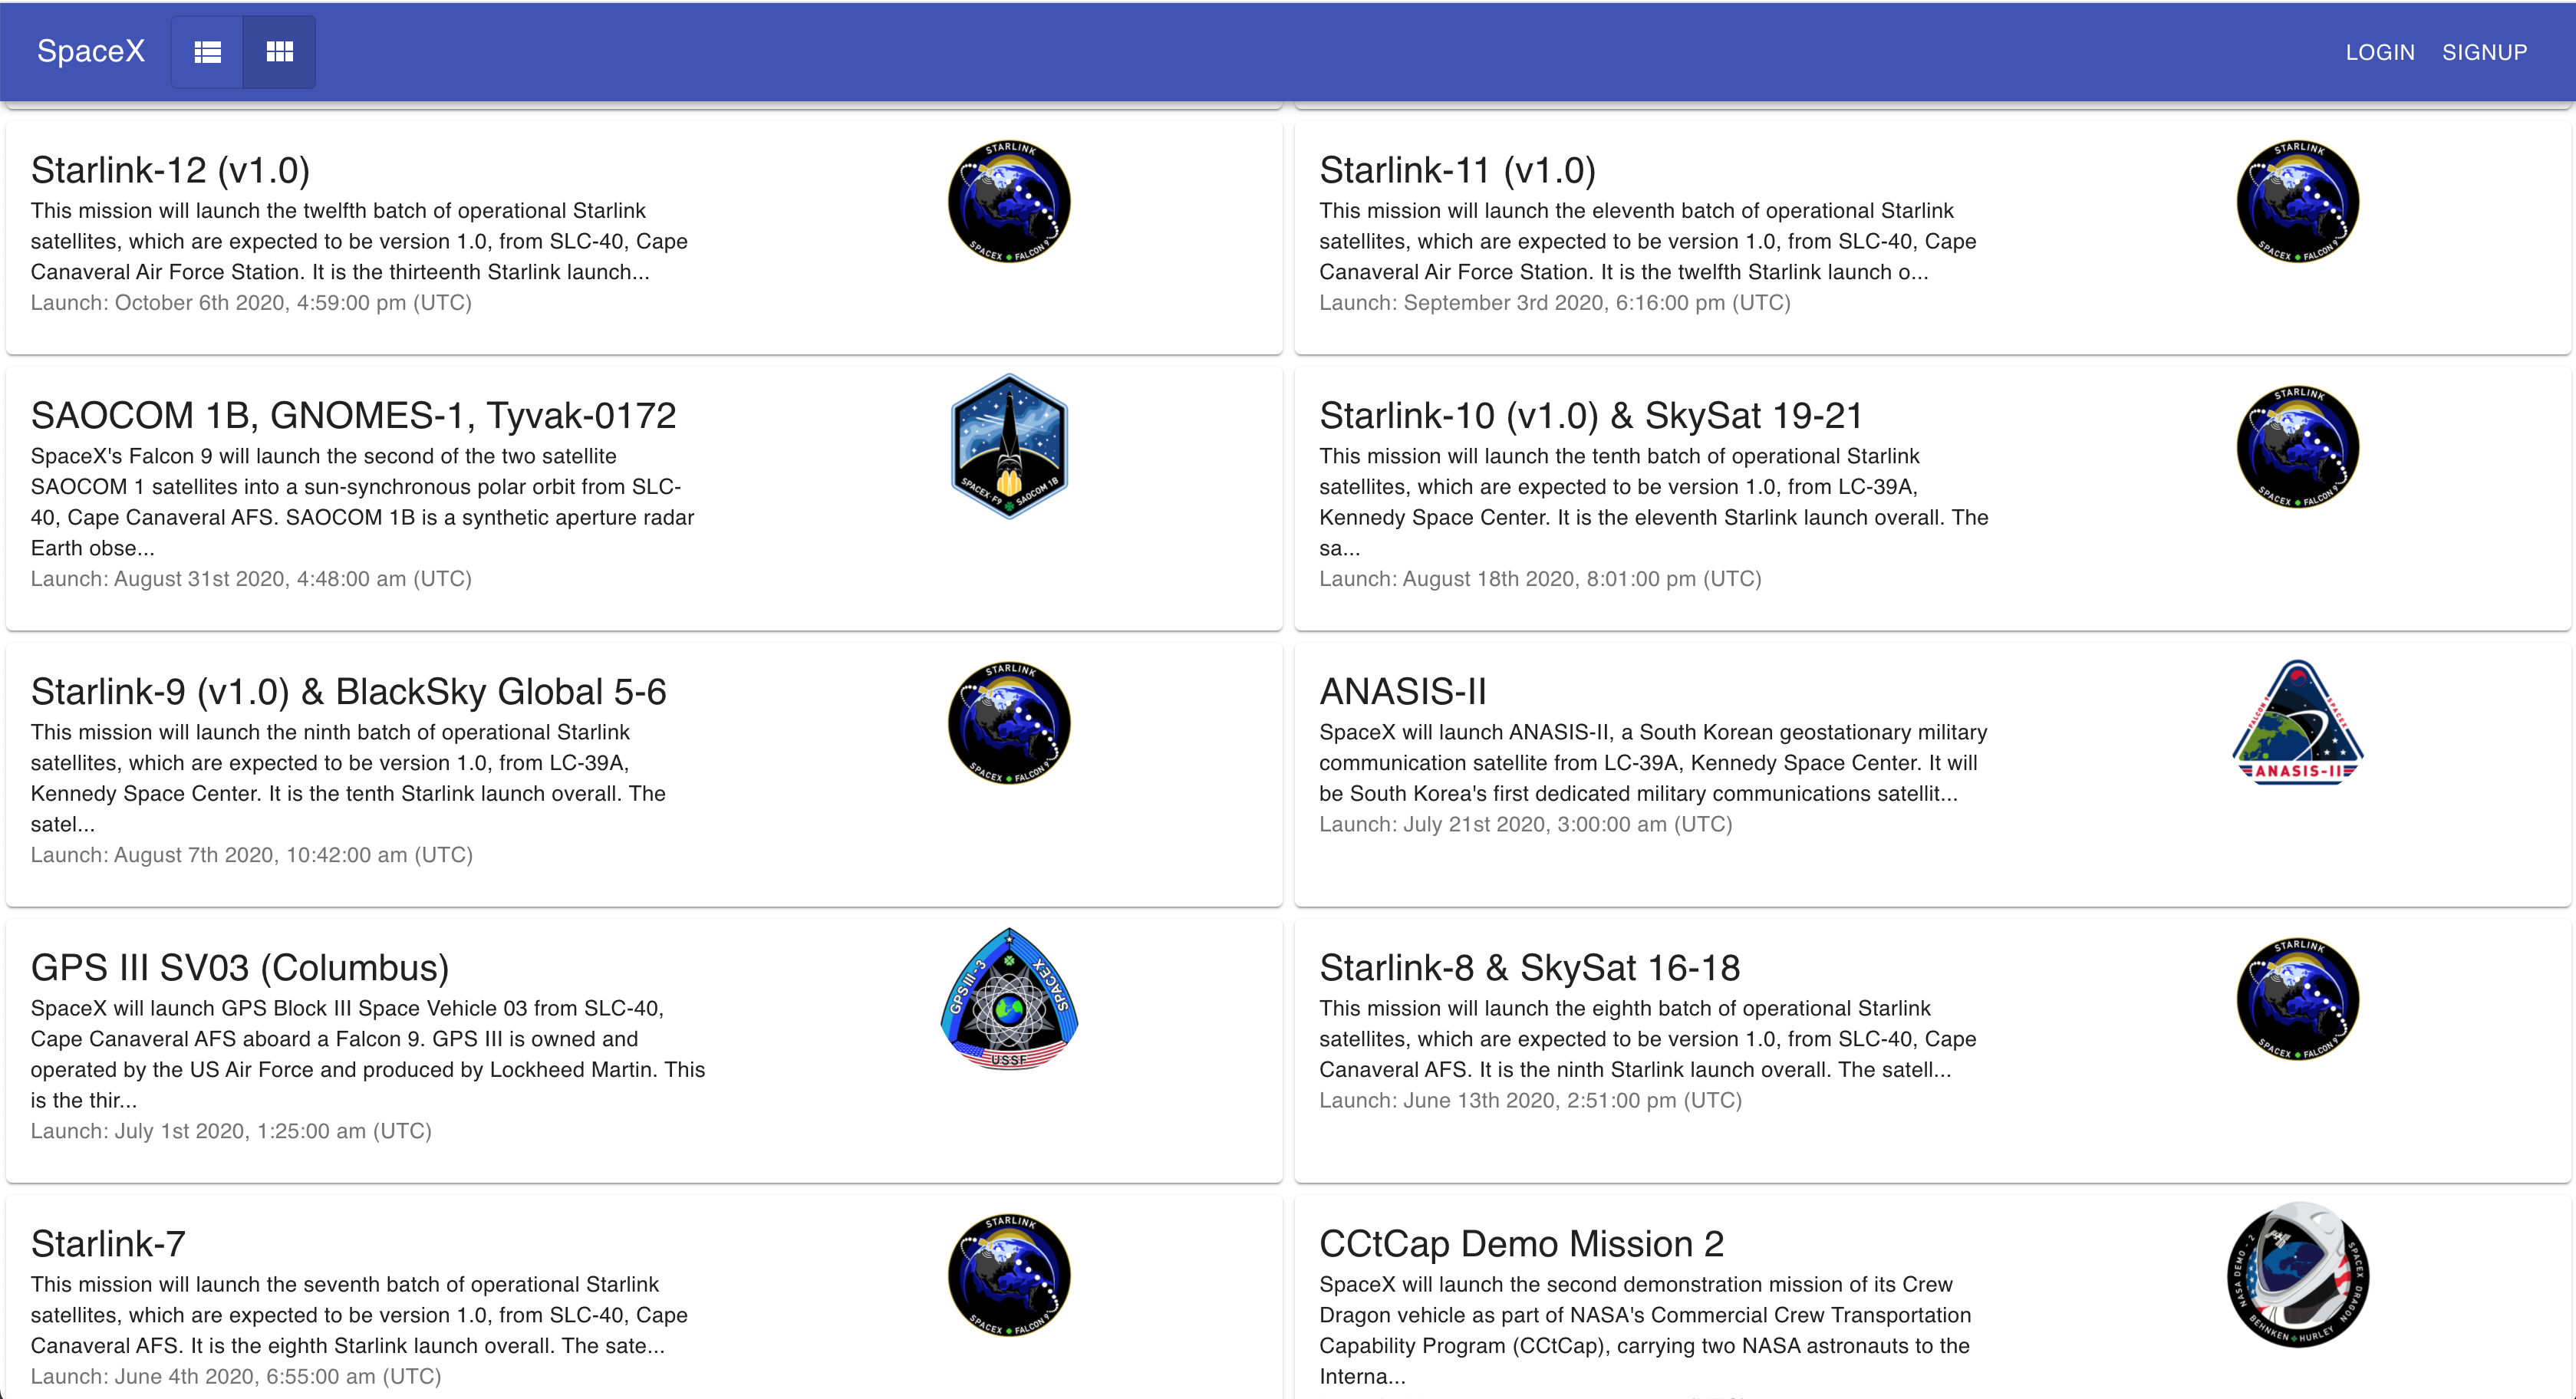 SpaceX
LOGIN SIGNUP
Starlink-12 (v1.0)
This mission will launch the twelfth batch of operational Starlink
satellites, which are expected to be version 1.0, from SLC-40, Cape
Canaveral Air Force Station. It is the thirteenth Starlink launch...
Launch: October 6th 2020, 4:59:00 pm (UTC)
STARLINK
SPACEX FALCON 9
Starlink-11 (v1.0)
This mission will launch the eleventh batch of operational Starlink
satellites, which are expected to be version 1.0, from SLC-40, Cape
Canaveral Air Force Station. It is the twelfth Starlink launch o...
Launch: September 3rd 2020, 6:16:00 pm (UTC)
STARLINK
SPACEX FALCON 9
SAOCOM 1B, GNOMES-1, Tyvak-0172
SpaceX's Falcon 9 will launch the second of the two satellite
SAOCOM 1 satellites into a sun-synchronous polar orbit from SLC-
40, Cape Canaveral AFS. SAOCOM 1B is a synthetic aperture radar
Earth obse...
Launch: August 31st 2020, 4:48:00 am (UTC)
SPACEX-F9 SAOCOM 1B
Starlink-10 (v1.0) & SkySat 19-21
This mission will launch the tenth batch of operational Starlink
satellites, which are expected to be version 1.0, from LC-39A,
Kennedy Space Center. It is the eleventh Starlink launch overall. The
sa...
Launch: August 18th 2020, 8:01:00 pm (UTC)
STARLINK
SPACEX FALCON 9
Starlink-9 (v1.0) & BlackSky Global 5-6
This mission will launch the ninth batch of operational Starlink
satellites, which are expected to be version 1.0, from LC-39A,
Kennedy Space Center. It is the tenth Starlink launch overall. The
satel...
Launch: August 7th 2020, 10:42:00 am (UTC)
STARLINK
SPACEX FALCON 9
ANASIS-II
SpaceX will launch ANASIS-II, a South Korean geostationary military
communication satellite from LC-39A, Kennedy Space Center. It will
be South Korea's first dedicated military communications satellit...
Launch: July 21st 2020, 3:00:00 am (UTC)
FALCON 9 SPACEX
ANASIS-II
GPS III SV03 (Columbus)
SpaceX will launch GPS Block III Space Vehicle 03 from SLC-40,
Cape Canaveral AFS aboard a Falcon 9. GPS III is owned and
operated by the US Air Force and produced by Lockheed Martin. This
is the thir...
Launch: July 1st 2020, 1:25:00 am (UTC)
GPS III-3 SPACEX
USSF
Starlink-8 & SkySat 16-18
This mission will launch the eighth batch of operational Starlink
satellites, which are expected to be version 1.0, from SLC-40, Cape
Canaveral AFS. It is the ninth Starlink launch overall. The satell...
Launch: June 13th 2020, 2:51:00 pm (UTC)
STARLINK
SPACEX FALCON 9
Starlink-7
This mission will launch the seventh batch of operational Starlink
satellites, which are expected to be version 1.0, from SLC-40, Cape
Canaveral AFS. It is the eighth Starlink launch overall. The sate...
Launch: June 4th 2020, 6:55:00 am (UTC)
STARLINK
SPACEX FALCON 9
CCtCap Demo Mission 2
SpaceX will launch the second demonstration mission of its Crew
Dragon vehicle as part of NASA's Commercial Crew Transportation
Capability Program (CCtCap), carrying two NASA astronauts to the
Interna...
NASA DEMO - 2 SPACEX DRAGON
BEHNKEN HURLEY